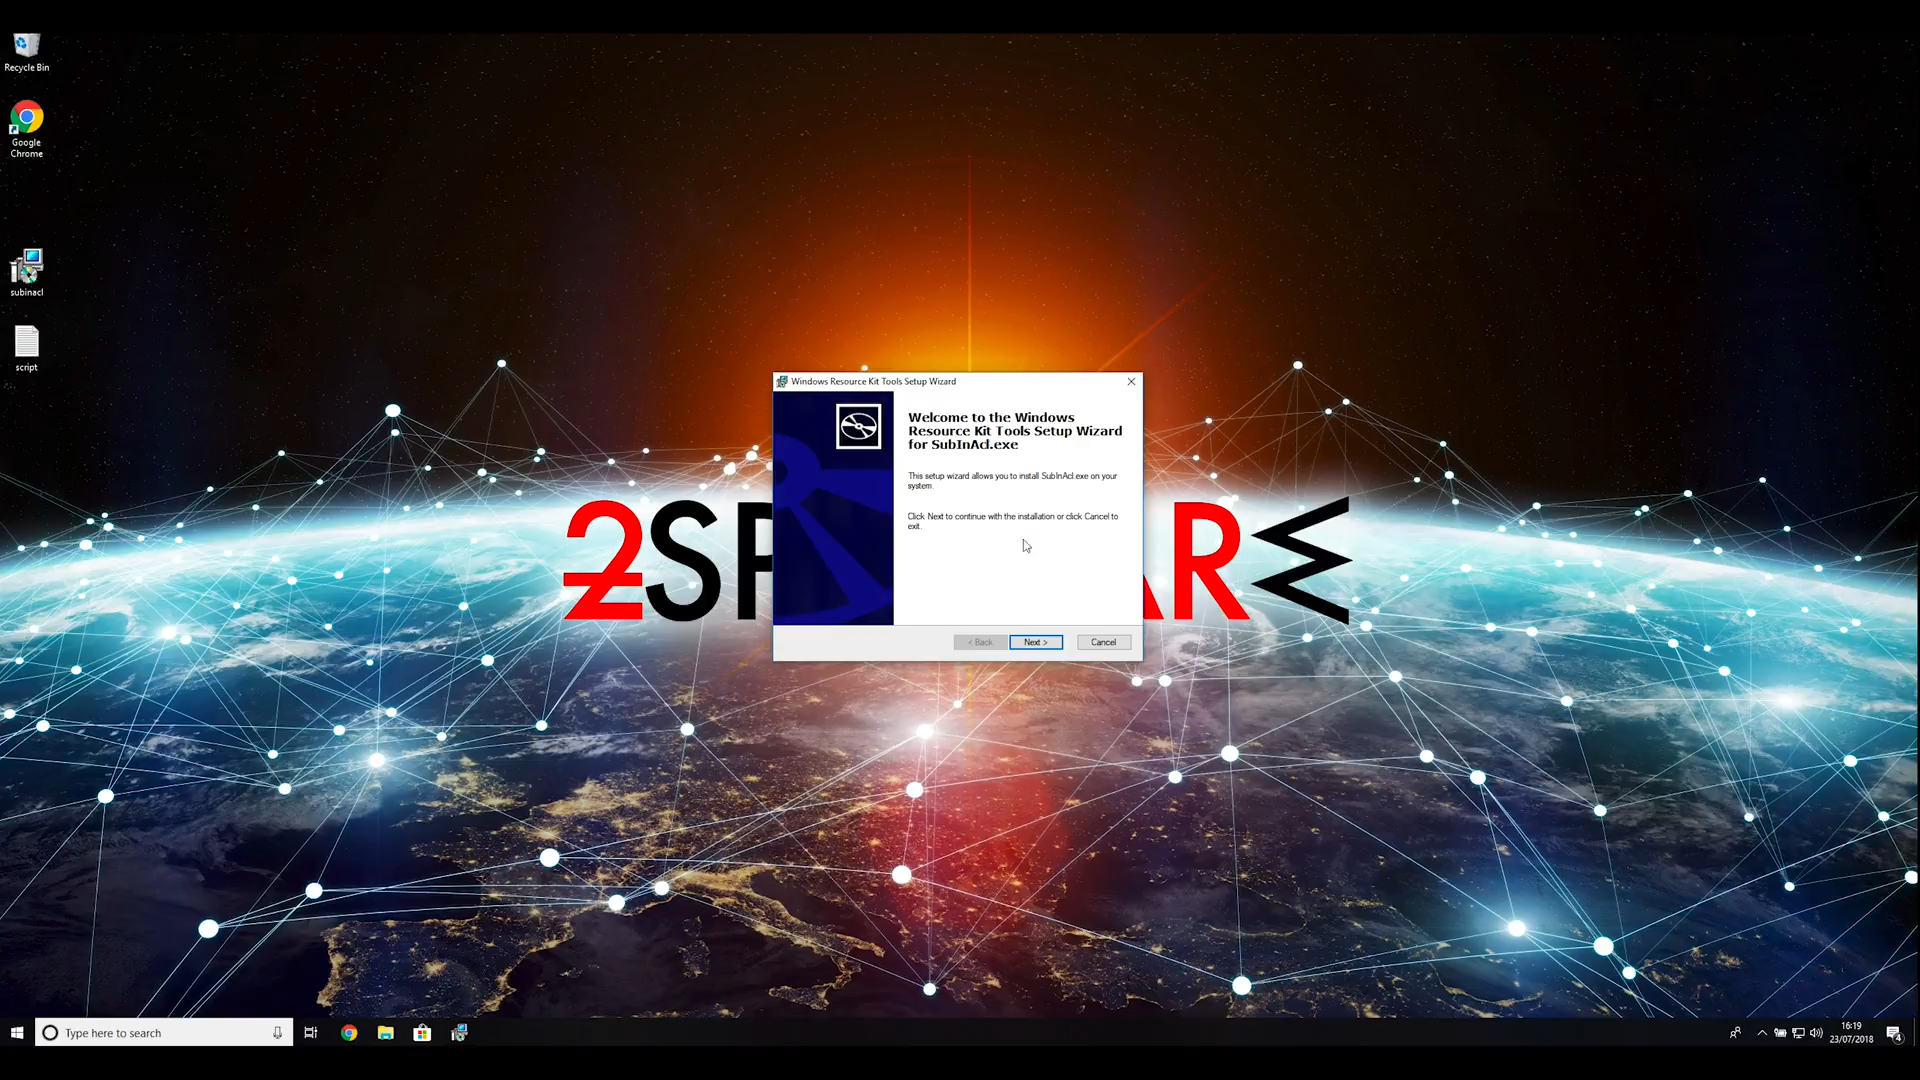 Recycle Bin
Google
Chrome
subinacl
script
Windows Resource Kit Tools Setup Wizard
Welcome to the Windows
Resource Kit Tools Setup Wizard
for SubInAcl.exe
This setup wizard allows you to install SubInAcl.exe on your
system.
Click Next to continue with the installation or click Cancel to
exit.
< Back
Next >
Cancel
Type here to search
16:19
23/07/2018
4